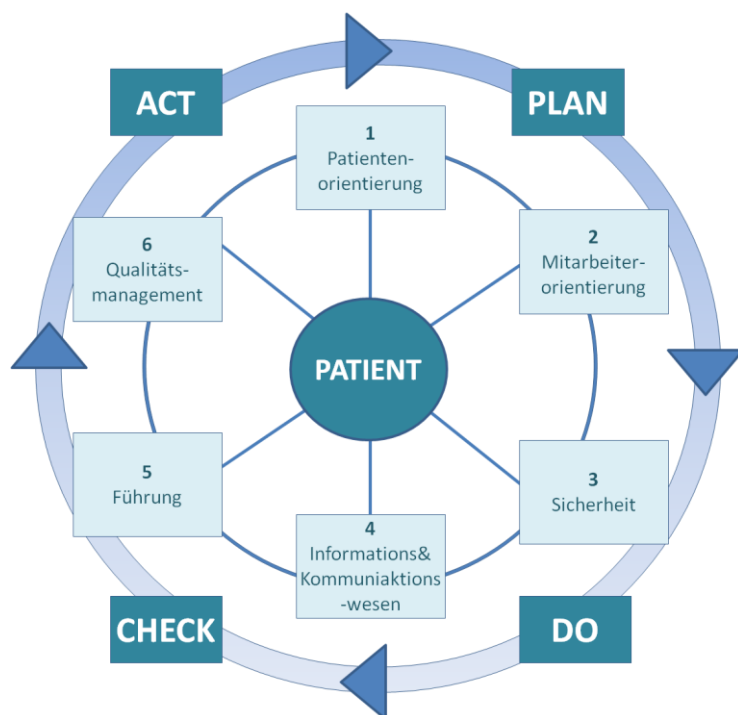 ACT
PLAN
1
Patienten-
orientierung
6
Qualitäts-
management
2
Mitarbeiter-
orientierung
PATIENT
5
Führung
3
Sicherheit
4
Informations&
Kommuniaktions
-wesen
CHECK
DO